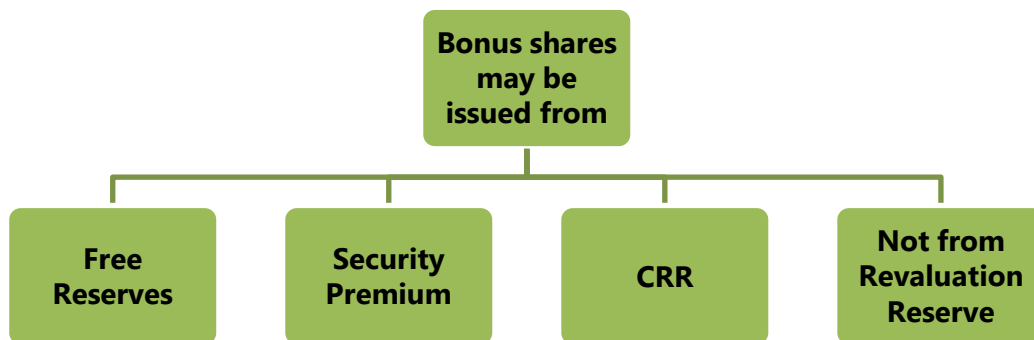 Bonus shares
may be
issued from
Free
Reserves
Security
Premium
CRR
Not from
Revaluation
Reserve